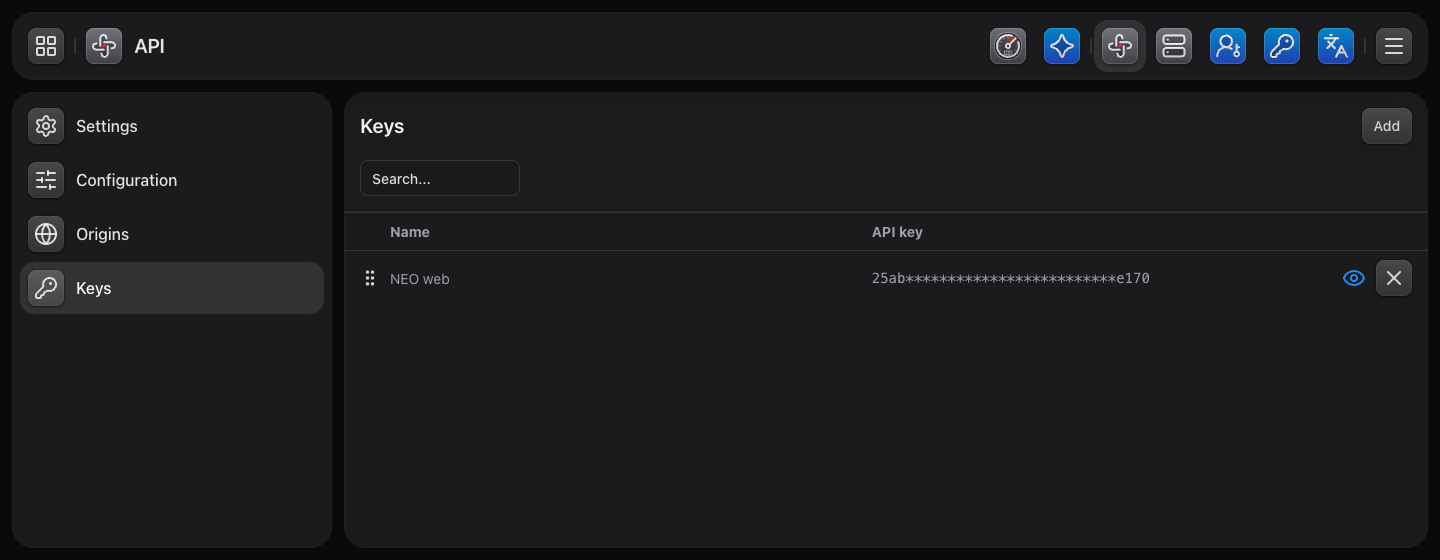 API
Settings
Configuration
Origins
Keys
Keys
Add
Search...
Name
API key
NEO web
25ab*************************e170